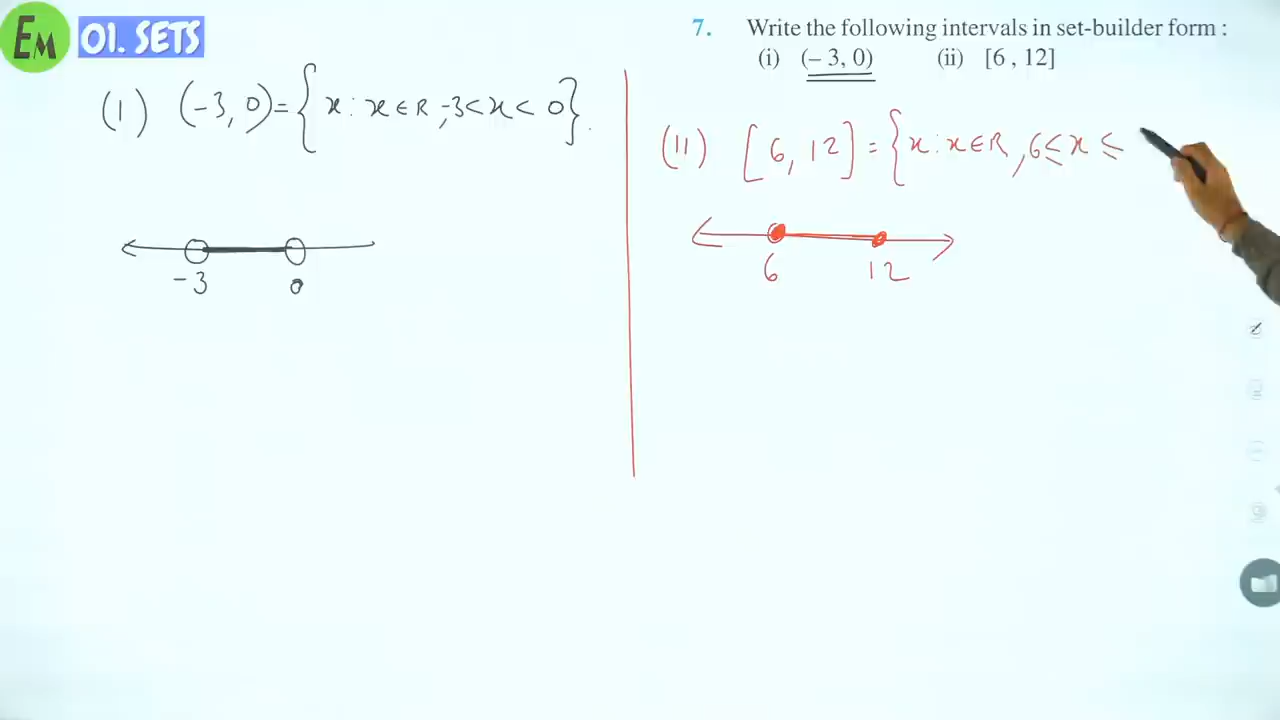 EM 01. SETS
7. Write the following intervals in set-builder form :
(i) (– 3, 0) (ii) [6 , 12]
(1) (-3, 0) = { x : x ∈ R, -3 < x < 0 }.
(11) [6, 12] = { x : x ∈ R, 6 ≤ x ≤
-3 0
6 12